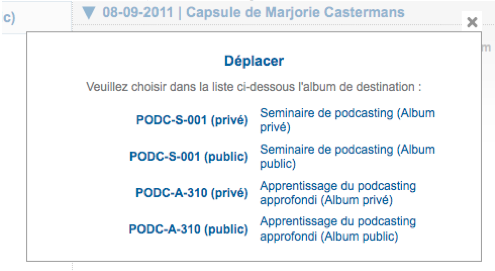 c)
08-09-2011 | Capsule de Marjorie Castermans
m
Déplacer
Veuillez choisir dans la liste ci-dessous l'album de destination :
PODC-S-001 (privé) Seminaire de podcasting (Album
privé)
PODC-S-001 (public) Seminaire de podcasting (Album
public)
PODC-A-310 (privé) Apprentissage du podcasting
approfondi (Album privé)
PODC-A-310 (public) Apprentissage du podcasting
approfondi (Album public)